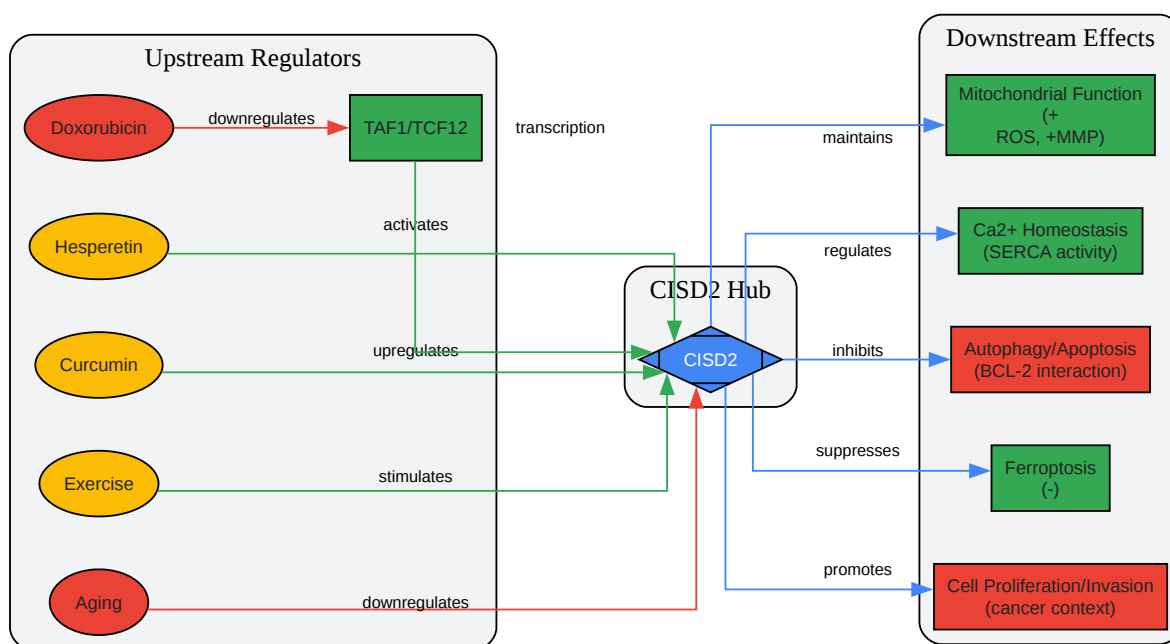 Upstream Regulators
Doxorubicin
downregulates
TAF1/TCF12
transcription
Hesperetin
activates
Curcumin
upregulates
Exercise
stimulates
Aging
downregulates
CISD2 Hub
CISD2
maintains
regulates
inhibits
suppresses
promotes
Downstream Effects
Mitochondrial Function
(+
ROS, +MMP)
Ca2+ Homeostasis
(SERCA activity)
Autophagy/Apoptosis
(BCL-2 interaction)
Ferroptosis
(-)
Cell Proliferation/Invasion
(cancer context)